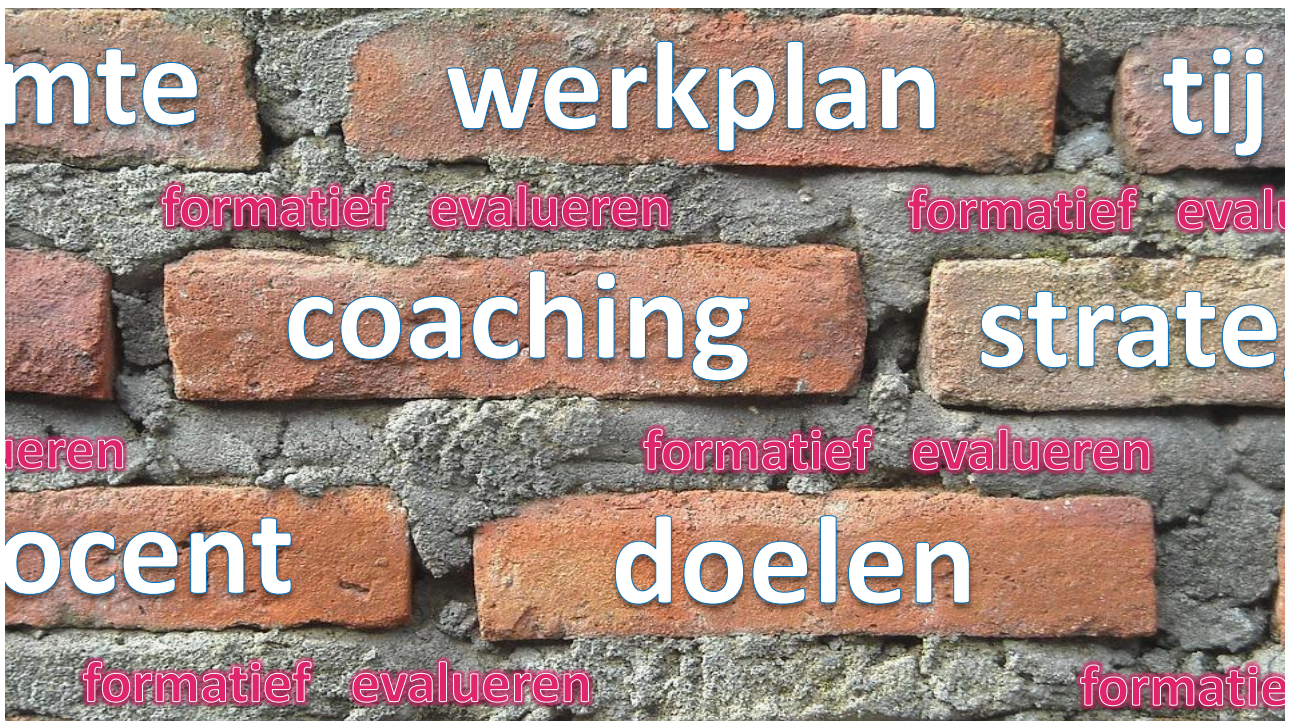 mte werkplan tij
formatief evalueren formatief evalu
coaching strate
ueren formatief evalueren
ocent doelen
formatief evalueren formatie